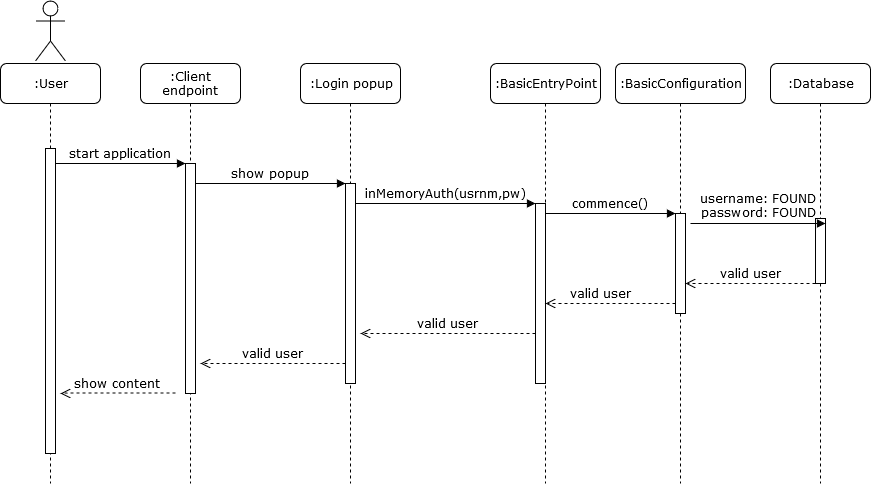 :User
:Client
endpoint
:Login popup
:BasicEntryPoint
:BasicConfiguration
:Database
start application
show popup
inMemoryAuth(usrnm,pw)
commence()
username: FOUND
password: FOUND
valid user
valid user
valid user
valid user
show content